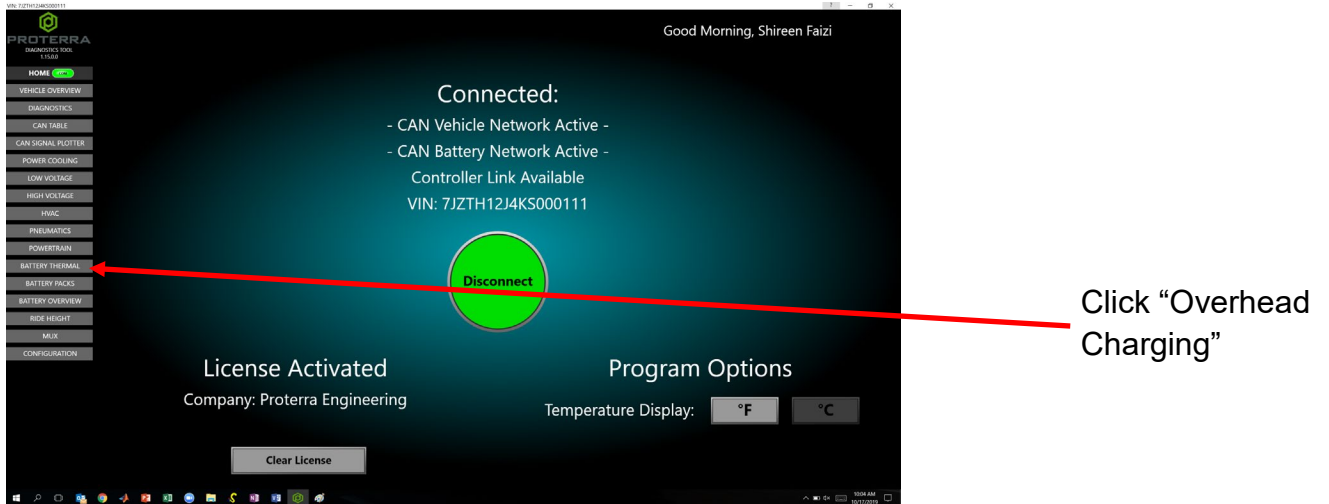 VIN: 7JZTH12J4KS000111
Good Morning, Shireen Faizi
PROTERRA
DIAGNOSTICS TOOL
1.15.0.0
HOME
VEHICLE OVERVIEW
DIAGNOSTICS
CAN TABLE
CAN SIGNAL PLOTTER
POWER COOLING
LOW VOLTAGE
HIGH VOLTAGE
HVAC
PNEUMATICS
POWERTRAIN
BATTERY THERMAL
BATTERY PACKS
BATTERY OVERVIEW
RIDE HEIGHT
MUX
CONFIGURATION
Connected:
- CAN Vehicle Network Active -
- CAN Battery Network Active -
Controller Link Available
VIN: 7JZTH12J4KS000111
Disconnect
License Activated
Company: Proterra Engineering
Clear License
Program Options
Temperature Display:
°F
°C
10:04 AM
10/17/2019
Click “Overhead
Charging”